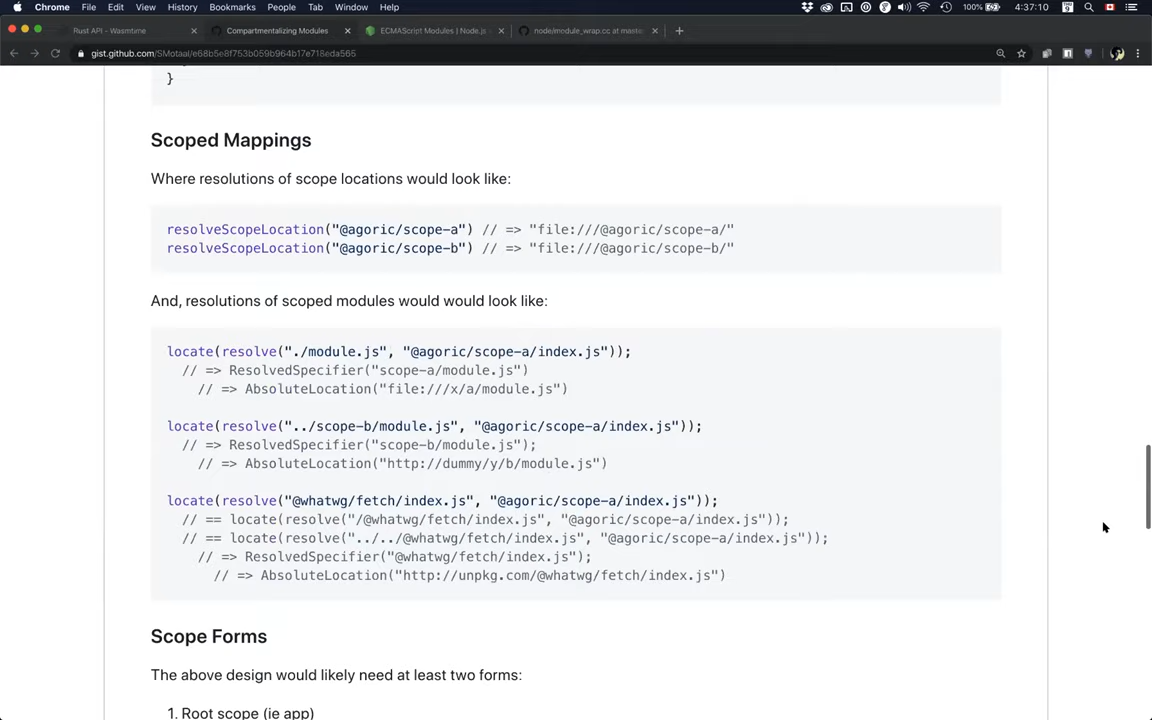 Chrome File Edit View History Bookmarks People Tab Window Help 100% 4:37:10
Rust API - Wasmtime Compartmentalizing Modules ECMAScript Modules | Node.js node/module_wrap.cc at maste
gist.github.com/SMotaal/e68b5e8f753b059b964b17e718eda565
}
Scoped Mappings
Where resolutions of scope locations would look like:
resolveScopeLocation("@agoric/scope-a") // => "file:///@agoric/scope-a/"
resolveScopeLocation("@agoric/scope-b") // => "file:///@agoric/scope-b/"
And, resolutions of scoped modules would would look like:
locate(resolve("./module.js", "@agoric/scope-a/index.js"));
// => ResolvedSpecifier("scope-a/module.js")
// => AbsoluteLocation("file:///x/a/module.js")
locate(resolve("../scope-b/module.js", "@agoric/scope-a/index.js"));
// => ResolvedSpecifier("scope-b/module.js");
// => AbsoluteLocation("http://dummy/y/b/module.js")
locate(resolve("@whatwg/fetch/index.js", "@agoric/scope-a/index.js"));
// == locate(resolve("/@whatwg/fetch/index.js", "@agoric/scope-a/index.js"));
// == locate(resolve("../../@whatwg/fetch/index.js", "@agoric/scope-a/index.js"));
// => ResolvedSpecifier("@whatwg/fetch/index.js");
// => AbsoluteLocation("http://unpkg.com/@whatwg/fetch/index.js")
Scope Forms
The above design would likely need at least two forms:
1. Root scope (ie app)